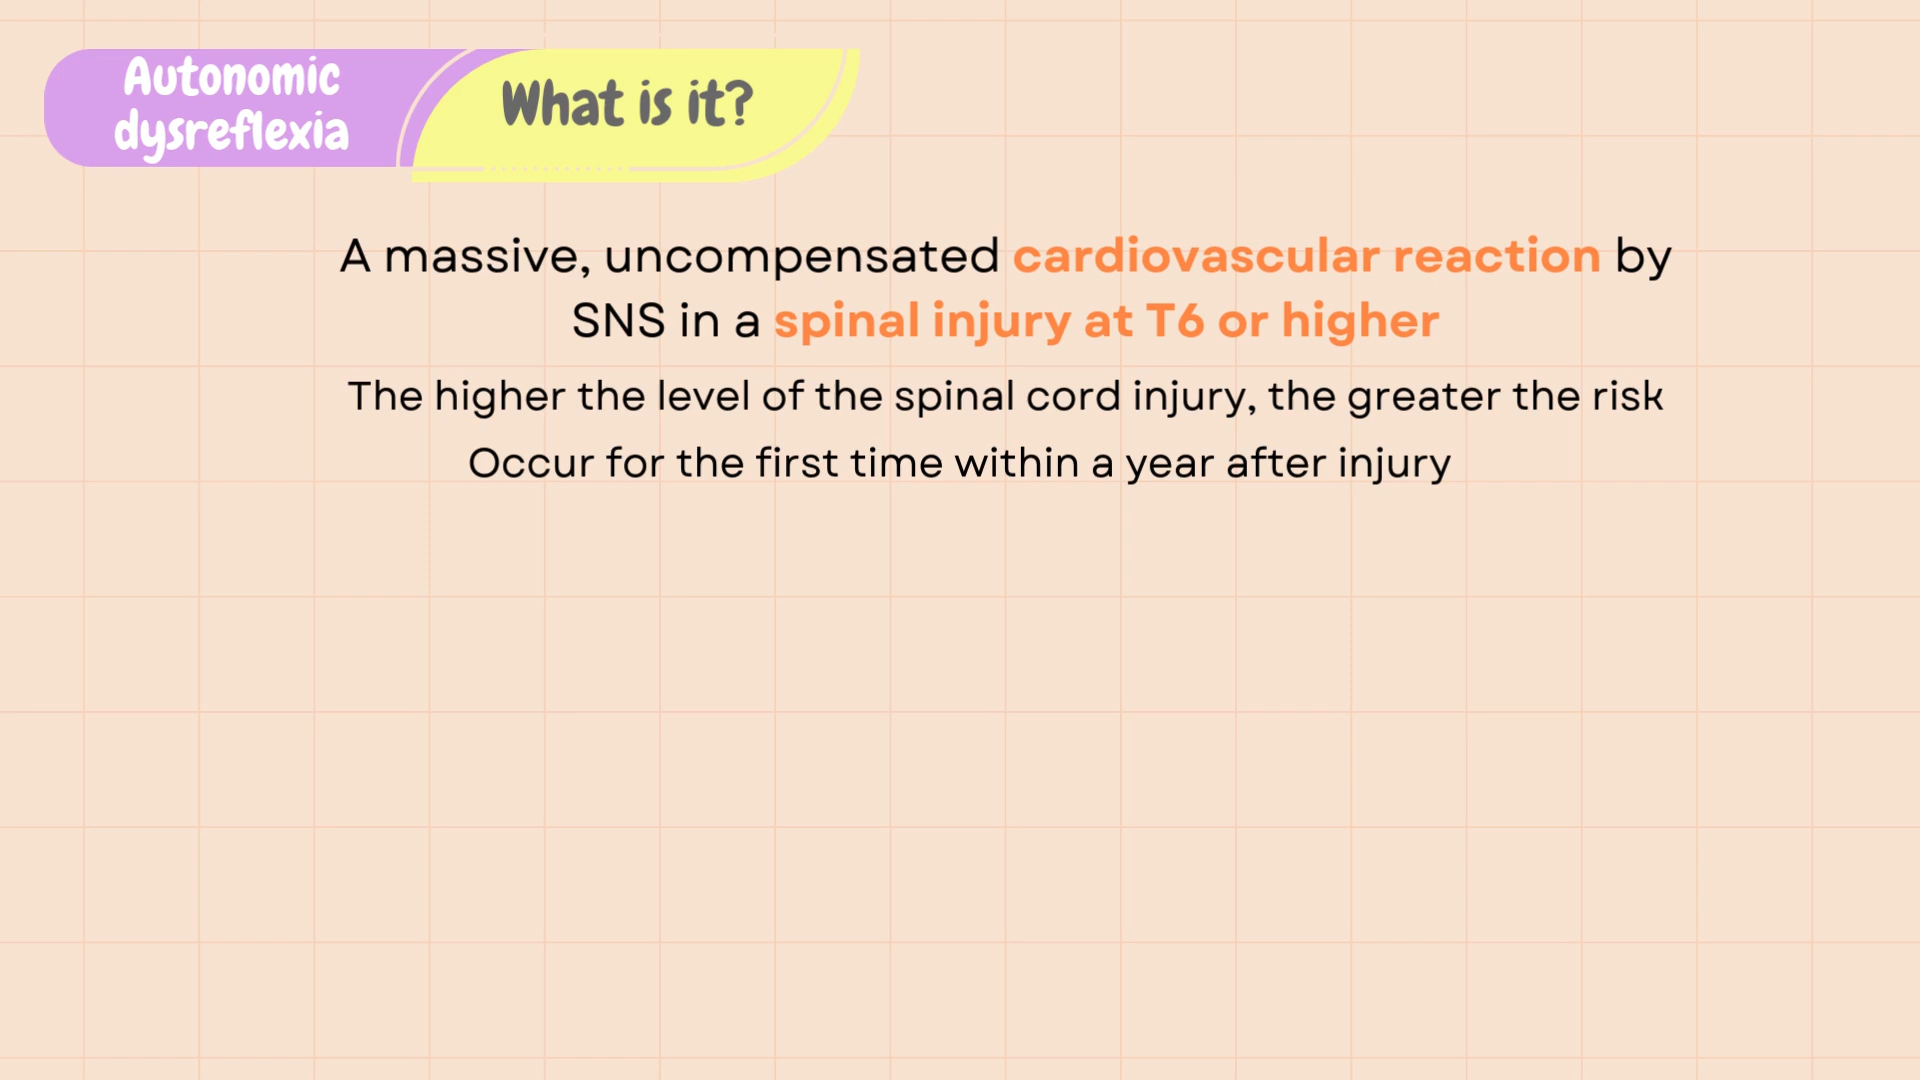 Autonomic
dysreflexia
What is it?
A massive, uncompensated cardiovascular reaction by
SNS in a spinal injury at T6 or higher
The higher the level of the spinal cord injury, the greater the risk
Occur for the first time within a year after injury